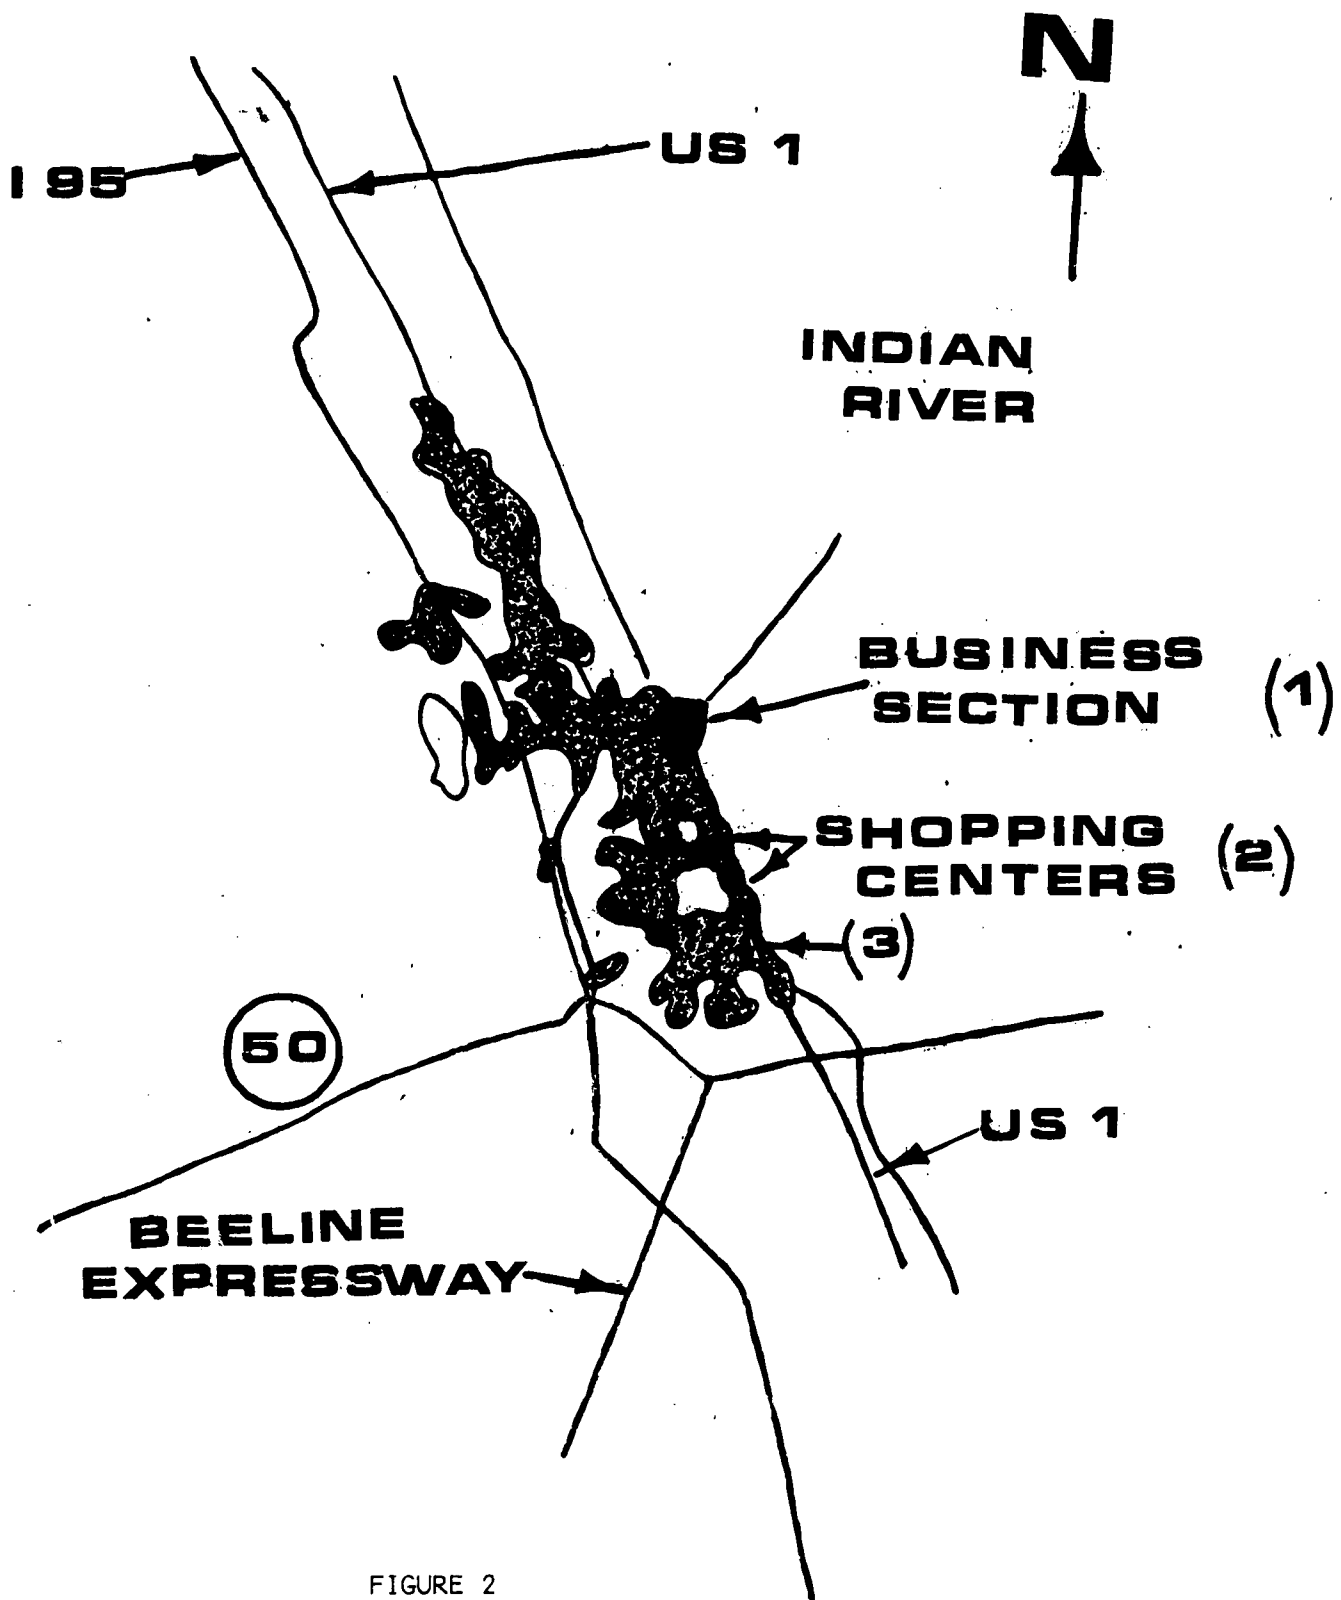 N
US 1
I 95
INDIAN
RIVER
BUSINESS
SECTION (1)
SHOPPING
CENTERS (2)
(3)
50
US 1
BEELINE
EXPRESSWAY
FIGURE 2